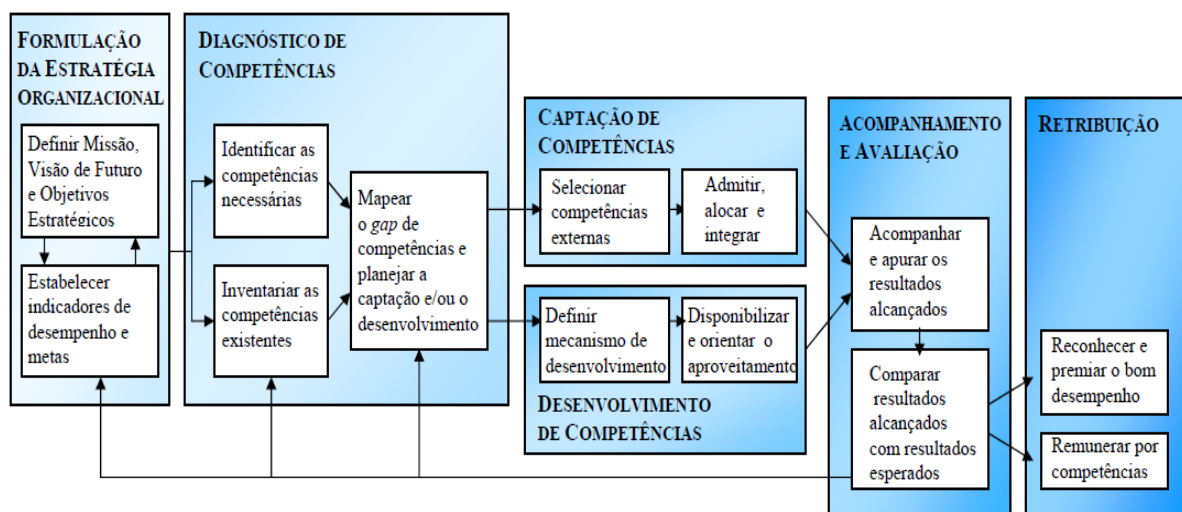 FORMULAÇÃO
DA ESTRATÉGIA
ORGANIZACIONAL
Definir Missão,
Visão de Futuro
e Objetivos
Estratégicos
Estabelecer
indicadores de
desempenho e
metas
DIAGNÓSTICO DE
COMPETÊNCIAS
Identificar as
competências
necessárias
Inventariar as
competências
existentes
Mapear
o gap de
competências e
planejar a
captação e/ou o
desenvolvimento
CAPTAÇÃO DE
COMPETÊNCIAS
Selecionar
competências
externas
Admitir,
alocar e
integrar
Definir
mecanismo de
desenvolvimento
Disponibilizar
e orientar o
aproveitamento
DESENVOLVIMENTO
DE COMPETÊNCIAS
ACOMPANHAMENTO
E AVALIAÇÃO
Acompanhar
e apurar os
resultados
alcançados
Comparar
resultados
alcançados
com resultados
esperados
RETRIBUIÇÃO
Reconhecer e
premiar o bom
desempenho
Remunerar por
competências